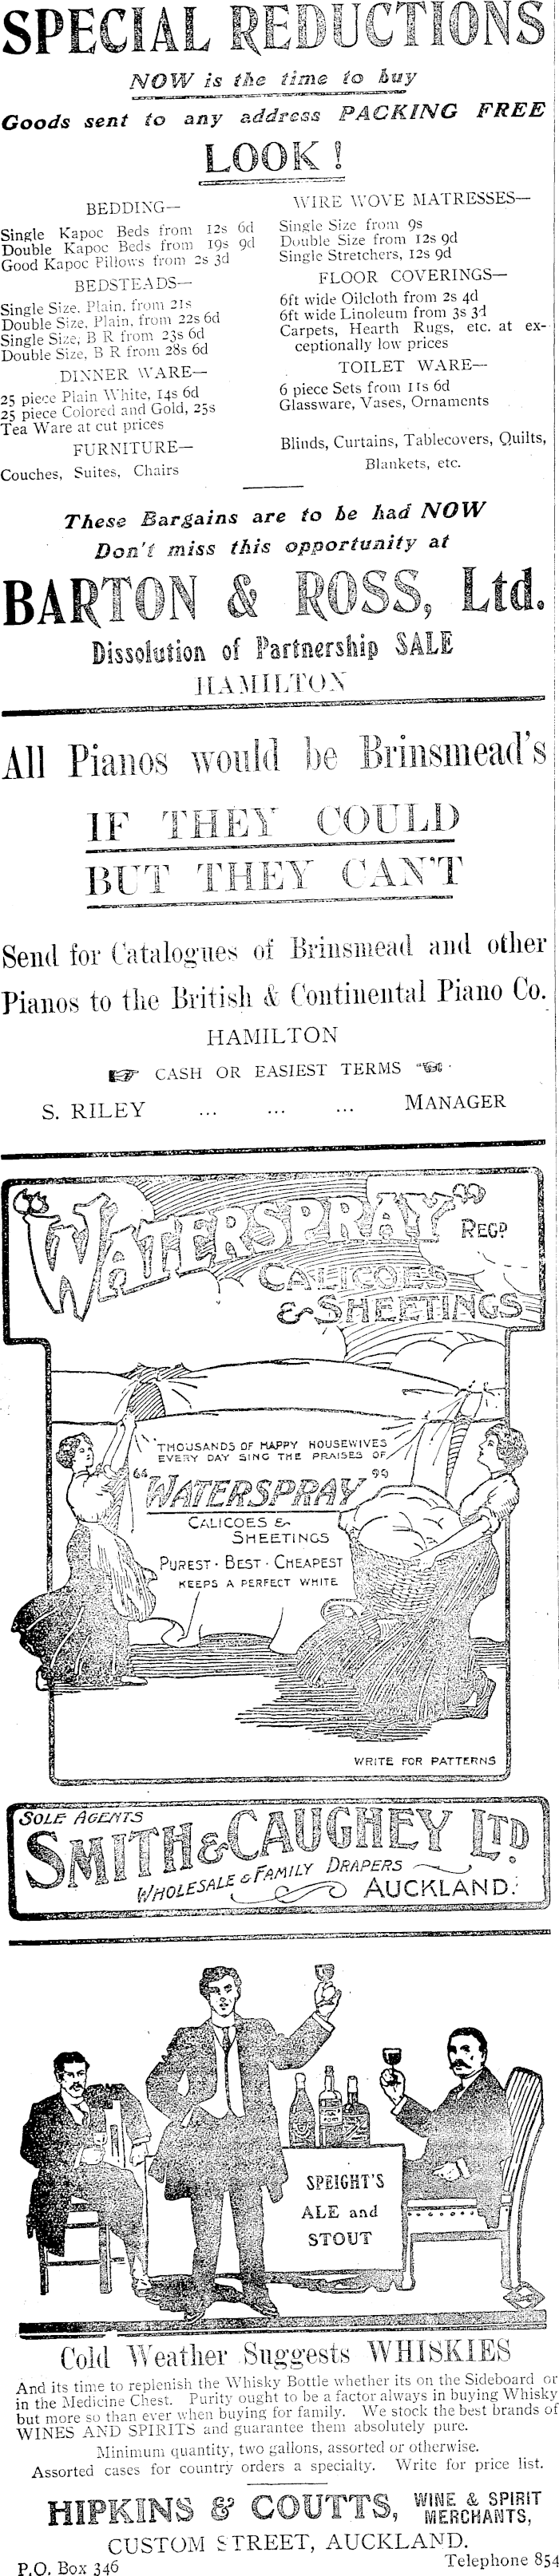 SPECIAL REDUCTIONS
NOW is the time to buy
Goods sent to any address PACKING FREE
LOOK !
BEDDING—
Single Kapoc Beds from 12s 6d
Double Kapoc Beds from 19s 9d
Good Kapoc Pillows from 2s 3d
BEDSTEADS—
Single Size, Plain, from 21s
Double Size, Plain, from 22s 6d
Single Size, B R from 23s 6d
Double Size, B R from 28s 6d
DINNER WARE—
25 piece Plain White, 14s 6d
25 piece Colored and Gold, 25s
Tea Ware at cut prices
FURNITURE—
Couches, Suites, Chairs
WIRE WOVE MATRESSES—
Single Size from 9s
Double Size from 12s 9d
Single Stretchers, 12s 9d
FLOOR COVERINGS—
6ft wide Oilcloth from 2s 4d
6ft wide Linoleum from 3s 3d
Carpets, Hearth Rugs, etc. at ex-
ceptionally low prices
TOILET WARE—
6 piece Sets from 11s 6d
Glassware, Vases, Ornaments
Blinds, Curtains, Tablecovers, Quilts,
Blankets, etc.
These Bargains are to be had NOW
Don't miss this opportunity at
BARTON & ROSS, Ltd.
Dissolution of Partnership SALE
HAMILTON
All Pianos would be Brinsmead's
IF THEY COULD
BUT THEY CAN'T
Send for Catalogues of Brinsmead and other
Pianos to the British & Continental Piano Co.
HAMILTON
☞ CASH OR EASIEST TERMS ☜
S. RILEY ... ... ... MANAGER
"WATERSPRAY" REGD
CALICOES
& SHEETINGS
THOUSANDS OF HAPPY HOUSEWIVES
EVERY DAY SING THE PRAISES OF
"WATERSPRAY"
CALICOES &
SHEETINGS
PUREST · BEST · CHEAPEST
KEEPS A PERFECT WHITE
WRITE FOR PATTERNS
SOLE AGENTS
SMITH & CAUGHEY LTD.
WHOLESALE & FAMILY DRAPERS
AUCKLAND.
SPEIGHT'S
ALE and
STOUT
Cold Weather Suggests WHISKIES
And its time to replenish the Whisky Bottle whether its on the Sideboard or
in the Medicine Chest. Purity ought to be a factor always in buying Whisky
but more so than ever when buying for family. We stock the best brands of
WINES AND SPIRITS and guarantee them absolutely pure.
Minimum quantity, two gallons, assorted or otherwise.
Assorted cases for country orders a specialty. Write for price list.
HIPKINS & COUTTS, WINE & SPIRIT
MERCHANTS,
CUSTOM STREET, AUCKLAND.
P.O. Box 346 Telephone 854